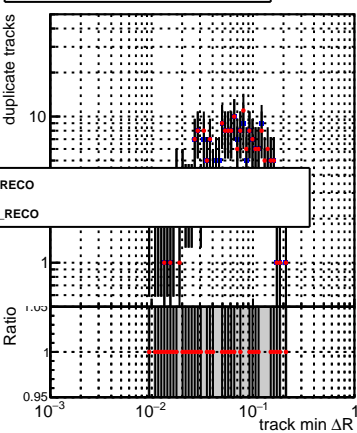 duplicate tracks
10
RECO
_RECO
1
Ratio
1.05
1
0.95
10⁻³
10⁻²
10⁻¹
1
track min ΔR